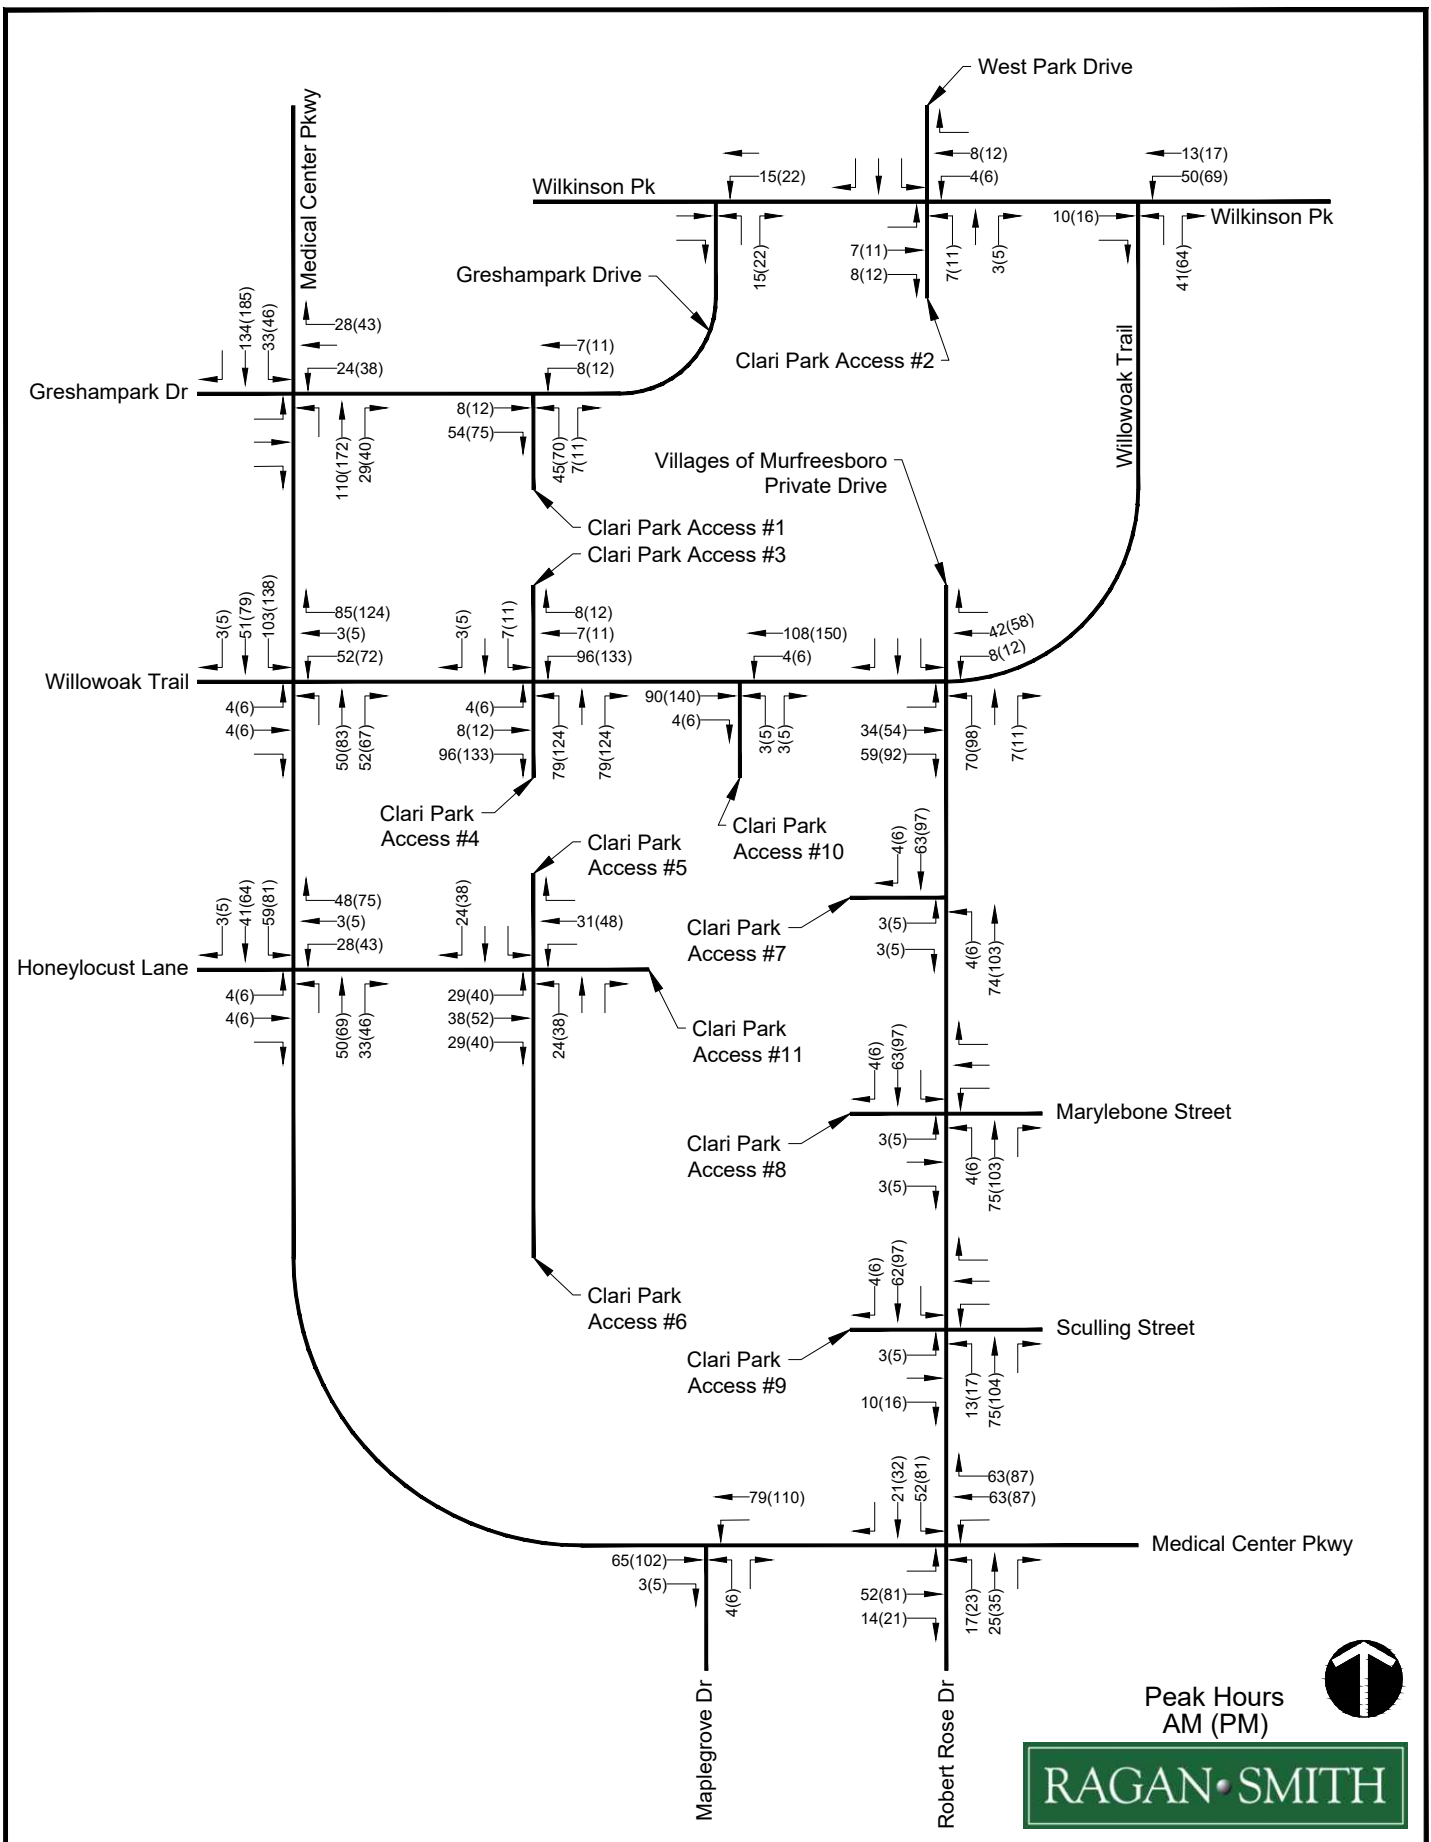 West Park Drive
Medical Center Pkwy
8(12)
13(17)
15(22)
4(6)
50(69)
Wilkinson Pk
10(16)
Wilkinson Pk
7(11)
8(12)
15(22)
7(11)
3(5)
41(64)
Greshampark Drive
Clari Park Access #2
Willowoak Trail
134(185)
33(46)
28(43)
24(38)
7(11)
8(12)
Greshampark Dr
8(12)
54(75)
110(172)
29(40)
45(70)
7(11)
Villages of Murfreesboro
Private Drive
Clari Park Access #1
Clari Park Access #3
3(5)
51(79)
103(138)
85(124)
3(5)
52(72)
3(5)
7(11)
8(12)
7(11)
96(133)
108(150)
4(6)
42(58)
8(12)
Willowoak Trail
4(6)
4(6)
50(83)
52(67)
4(6)
8(12)
96(133)
79(124)
79(124)
90(140)
4(6)
3(5)
3(5)
34(54)
59(92)
70(98)
7(11)
Clari Park
Access #4
Clari Park
Access #10
Clari Park
Access #5
4(6)
63(97)
3(5)
41(64)
59(81)
48(75)
3(5)
28(43)
24(38)
31(48)
Clari Park
Access #7
3(5)
3(5)
4(6)
74(103)
Honeylocust Lane
4(6)
4(6)
50(69)
33(46)
29(40)
38(52)
29(40)
24(38)
Clari Park
Access #11
4(6)
63(97)
Marylebone Street
Clari Park
Access #8
3(5)
3(5)
4(6)
75(103)
Clari Park
Access #6
4(6)
62(97)
Sculling Street
Clari Park
Access #9
3(5)
10(16)
13(17)
75(104)
79(110)
21(32)
52(81)
63(87)
63(87)
Medical Center Pkwy
65(102)
3(5)
4(6)
52(81)
14(21)
17(23)
25(35)
Maplegrove Dr
Robert Rose Dr
Peak Hours
AM (PM)
RAGAN SMITH